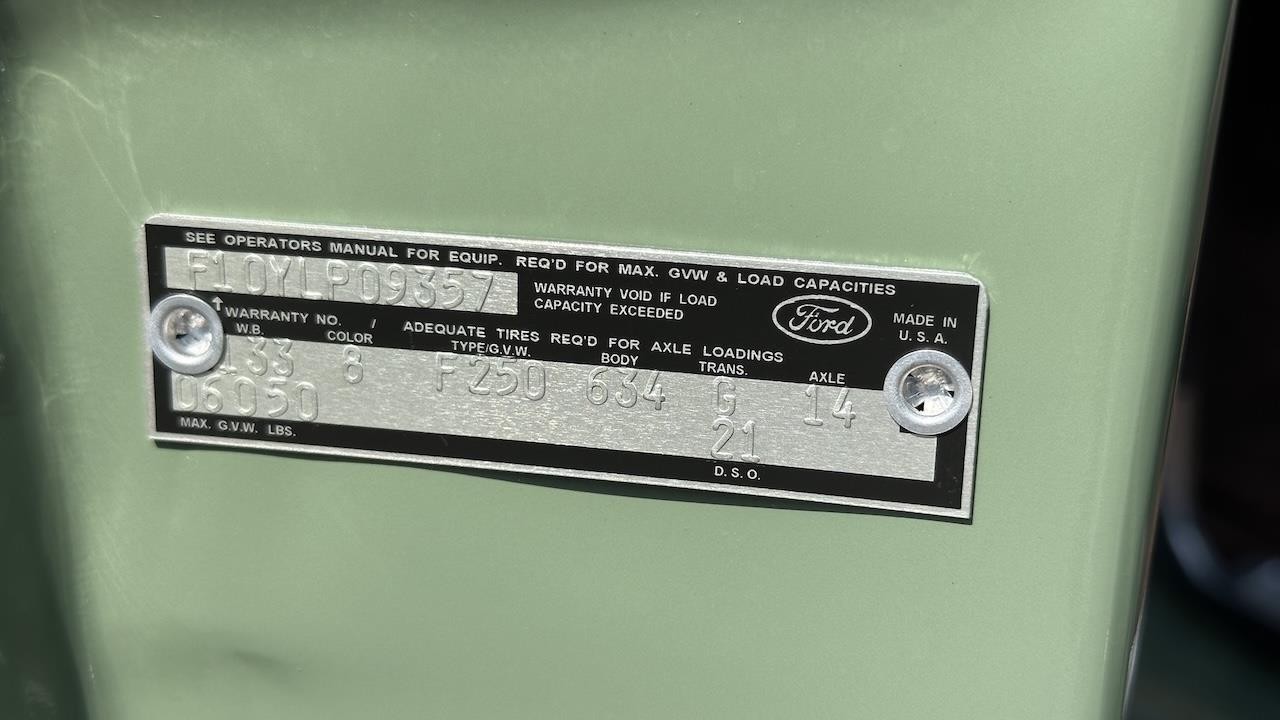 SEE OPERATORS MANUAL FOR EQUIP. REQ'D FOR MAX. GVW & LOAD CAPACITIES
F10YLP09357
WARRANTY VOID IF LOAD
CAPACITY EXCEEDED
Ford
MADE IN
U.S.A.
↑ WARRANTY NO. / ADEQUATE TIRES REQ'D FOR AXLE LOADINGS
W.B. COLOR TYPE/G.V.W. BODY TRANS. AXLE
133 8 F250 634 G 14
06050 21
MAX. G.V.W. LBS. D.S.O.